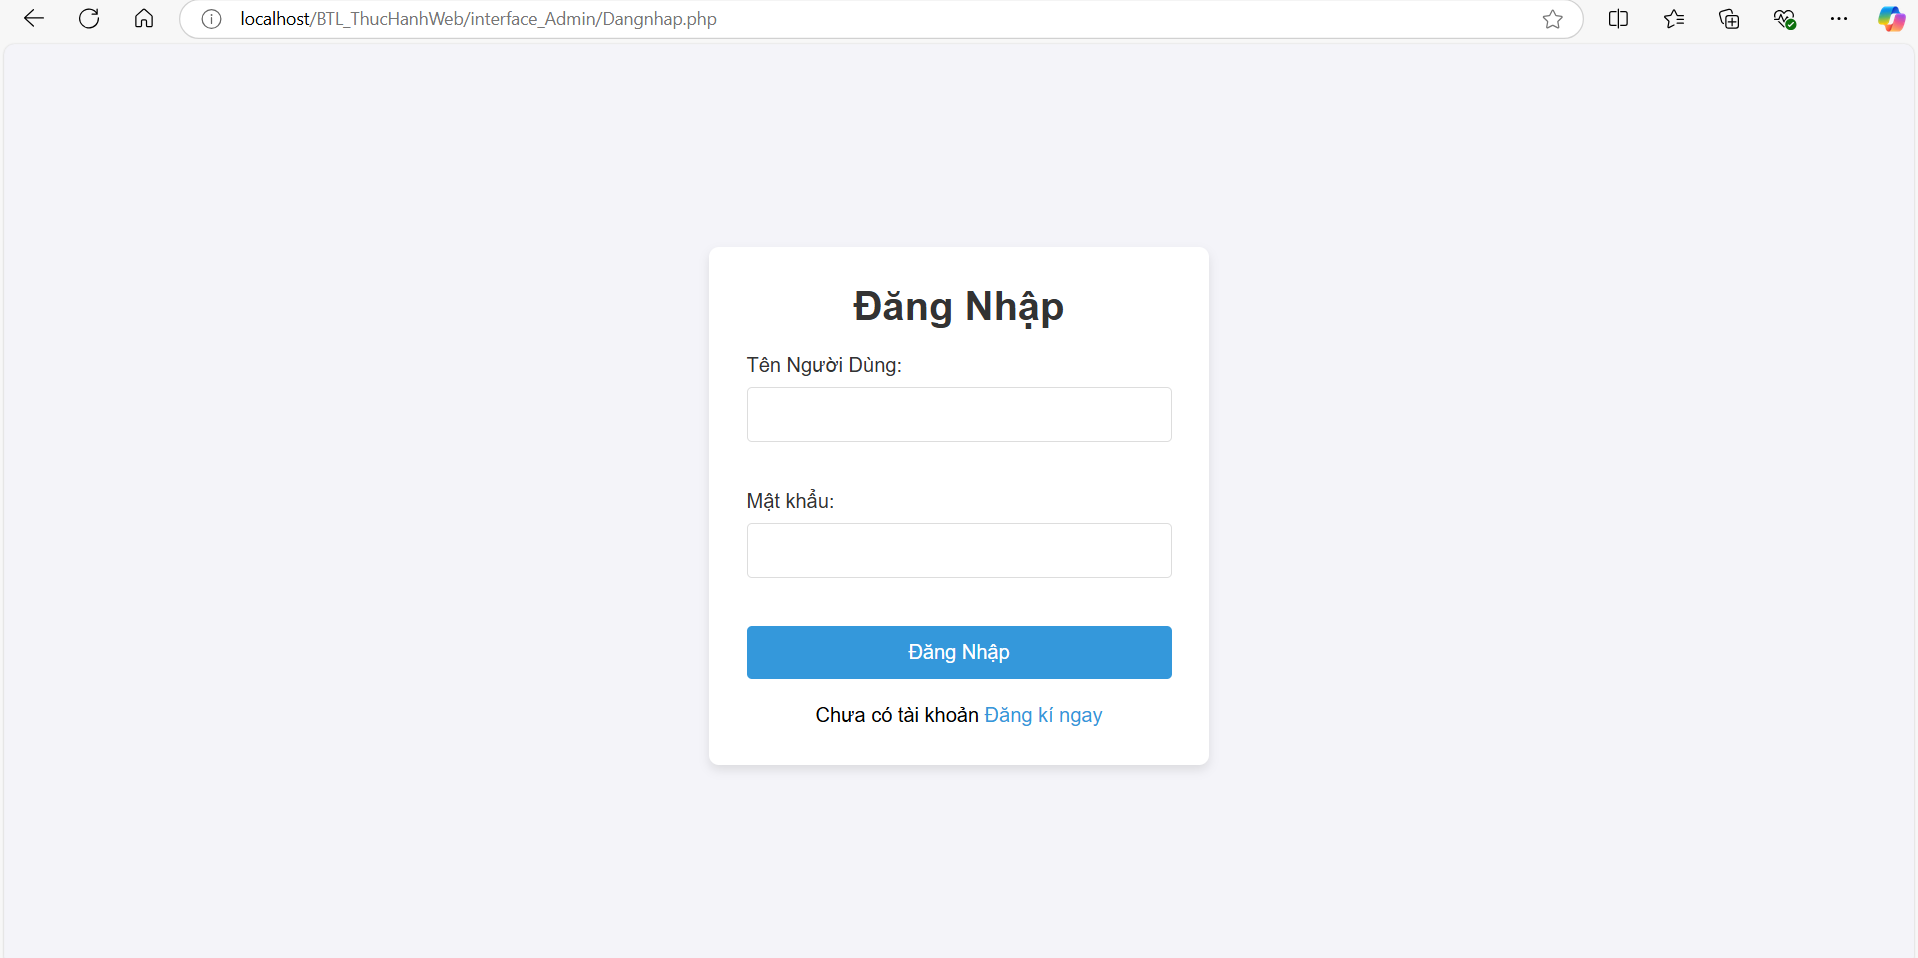 localhost/BTL_ThucHanhWeb/interface_Admin/Dangnhap.php
Đăng Nhập
Tên Người Dùng:
Mật khẩu:
Đăng Nhập
Chưa có tài khoản Đăng kí ngay